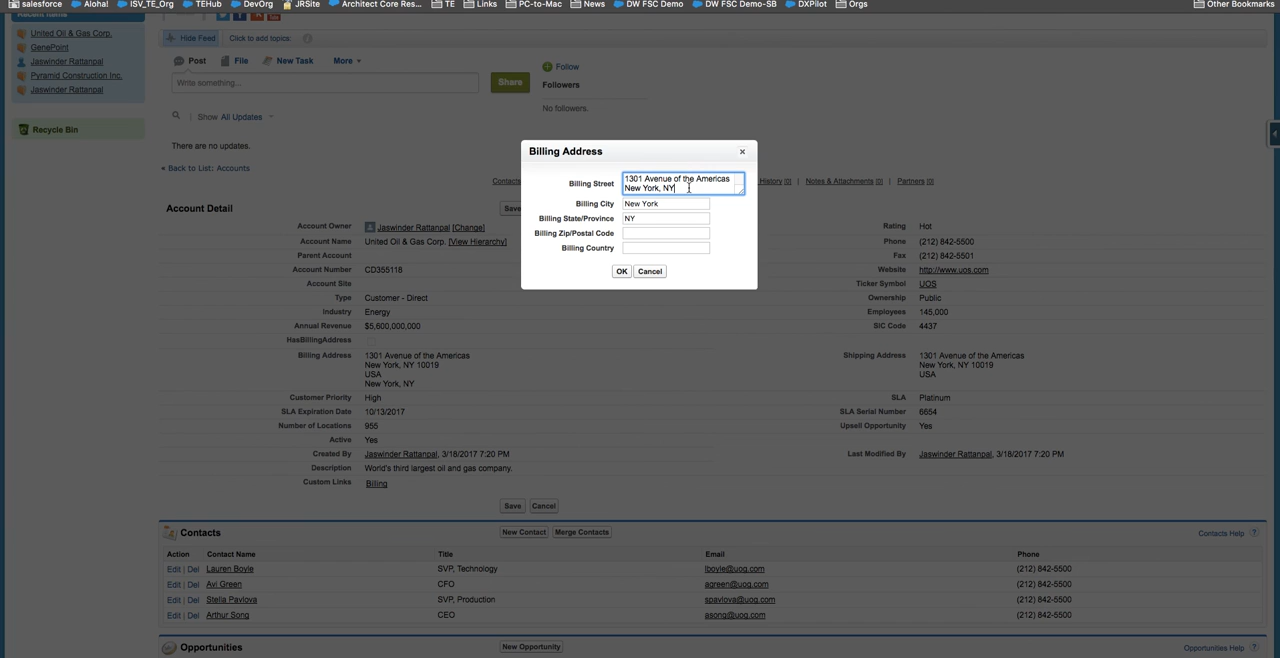 salesforce Aloha! ISV_TE_Org TEHub DevOrg JRSite Architect Core Res... TE Links PC-to-Mac News DW FSC Demo DW FSC Demo-SB DXPilot Orgs Other Bookmarks
Recent Items
United Oil & Gas Corp.
GenePoint
Jaswinder Rattanpal
Pyramid Construction Inc.
Jaswinder Rattanpal
Recycle Bin
Hide Feed Click to add topics:
Post File New Task More
Write something...
Share
Follow
Followers
No followers.
Show All Updates
There are no updates.
« Back to List: Accounts
Contacts History [0] | Notes & Attachments [0] | Partners [0]
Billing Address
Billing Street 1301 Avenue of the Americas
New York, NY
Billing City New York
Billing State/Province NY
Billing Zip/Postal Code
Billing Country
OK Cancel
Account Detail Save
Account Owner Jaswinder Rattanpal [Change] Rating Hot
Account Name United Oil & Gas Corp. [View Hierarchy] Phone (212) 842-5500
Parent Account Fax (212) 842-5501
Account Number CD355118 Website http://www.uos.com
Account Site Ticker Symbol UOS
Type Customer - Direct Ownership Public
Industry Energy Employees 145,000
Annual Revenue $5,600,000,000 SIC Code 4437
HasBillingAddress
Billing Address 1301 Avenue of the Americas Shipping Address 1301 Avenue of the Americas
New York, NY 10019 New York, NY 10019
USA USA
New York, NY
Customer Priority High SLA Platinum
SLA Expiration Date 10/13/2017 SLA Serial Number 6654
Number of Locations 955 Upsell Opportunity Yes
Active Yes
Created By Jaswinder Rattanpal, 3/18/2017 7:20 PM Last Modified By Jaswinder Rattanpal, 3/18/2017 7:20 PM
Description World's third largest oil and gas company.
Custom Links Billing
Save Cancel
Contacts New Contact Merge Contacts Contacts Help ?
Action Contact Name Title Email Phone
Edit | Del Lauren Boyle SVP, Technology lboyle@uog.com (212) 842-5500
Edit | Del Avi Green CFO agreen@uog.com (212) 842-5500
Edit | Del Stella Pavlova SVP, Production spavlova@uog.com (212) 842-5500
Edit | Del Arthur Song CEO asong@uog.com (212) 842-5500
Opportunities New Opportunity Opportunities Help ?